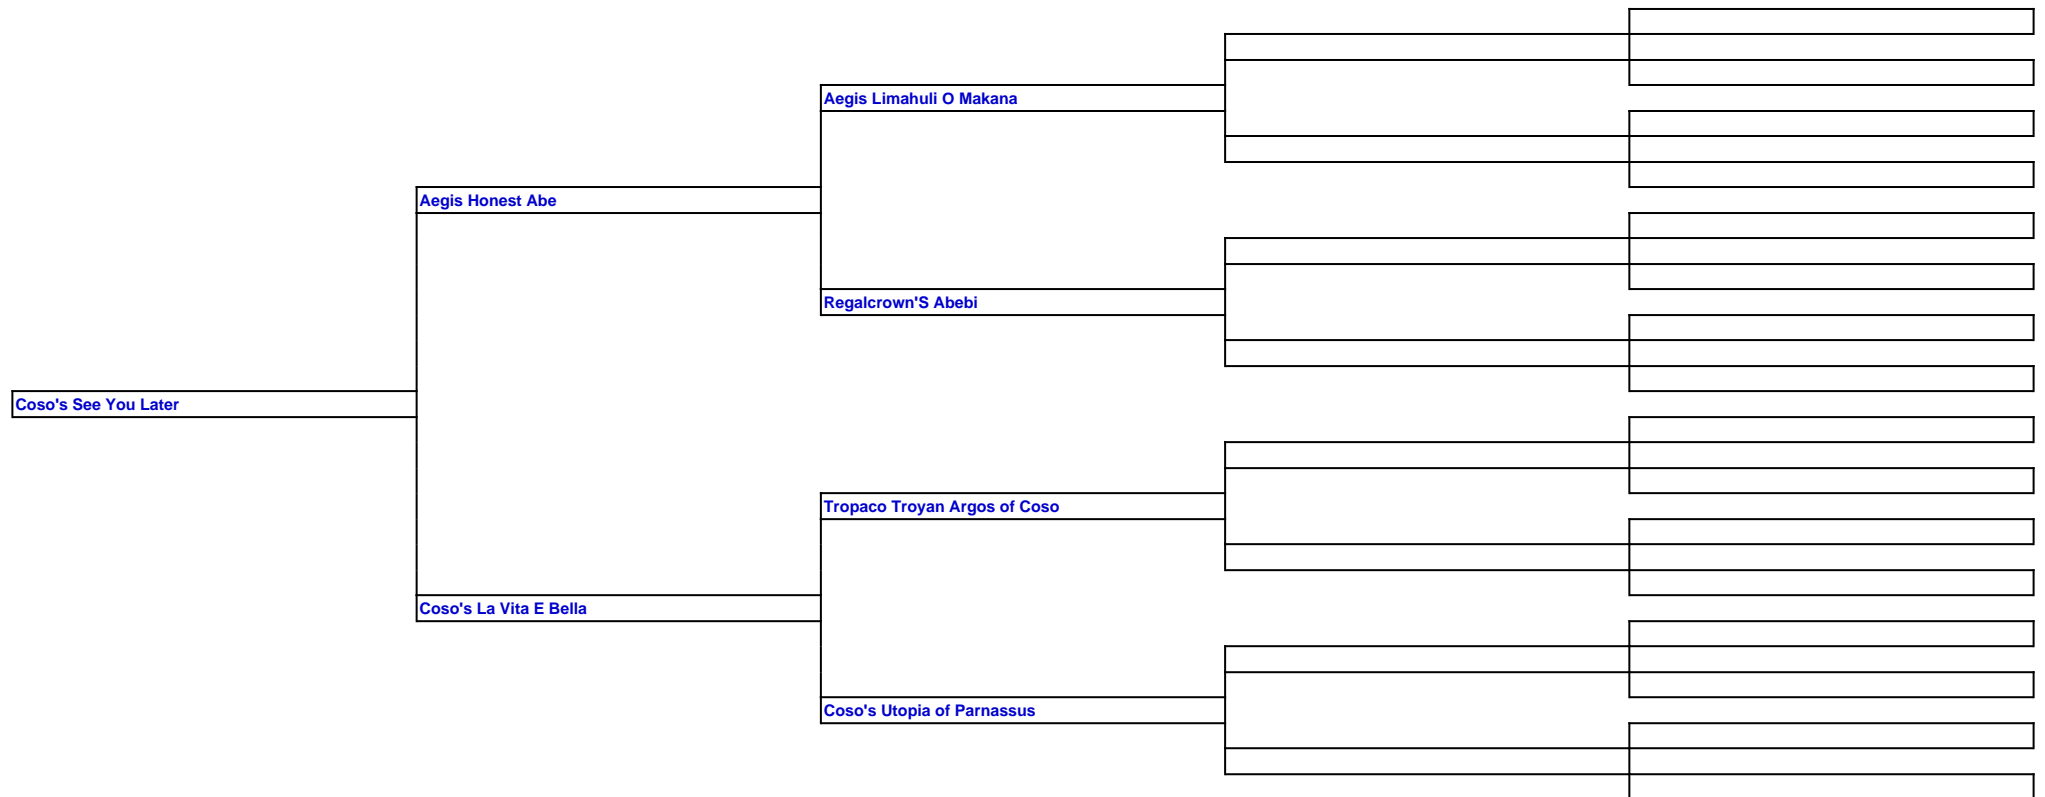 Aegis Limahuli O Makana
Aegis Honest Abe
Regalcrown'S Abebi
Coso's See You Later
Tropaco Troyan Argos of Coso
Coso's La Vita E Bella
Coso's Utopia of Parnassus